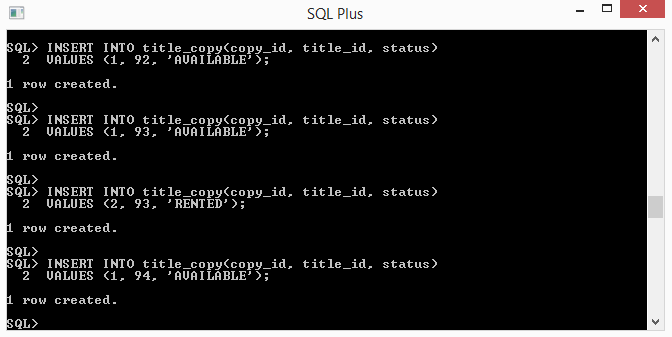 SQL Plus
SQL> INSERT INTO title_copy(copy_id, title_id, status)
  2  VALUES (1, 92, 'AVAILABLE');
1 row created.
SQL>
SQL> INSERT INTO title_copy(copy_id, title_id, status)
  2  VALUES (1, 93, 'AVAILABLE');
1 row created.
SQL>
SQL> INSERT INTO title_copy(copy_id, title_id, status)
  2  VALUES (2, 93, 'RENTED');
1 row created.
SQL>
SQL> INSERT INTO title_copy(copy_id, title_id, status)
  2  VALUES (1, 94, 'AVAILABLE');
1 row created.
SQL>